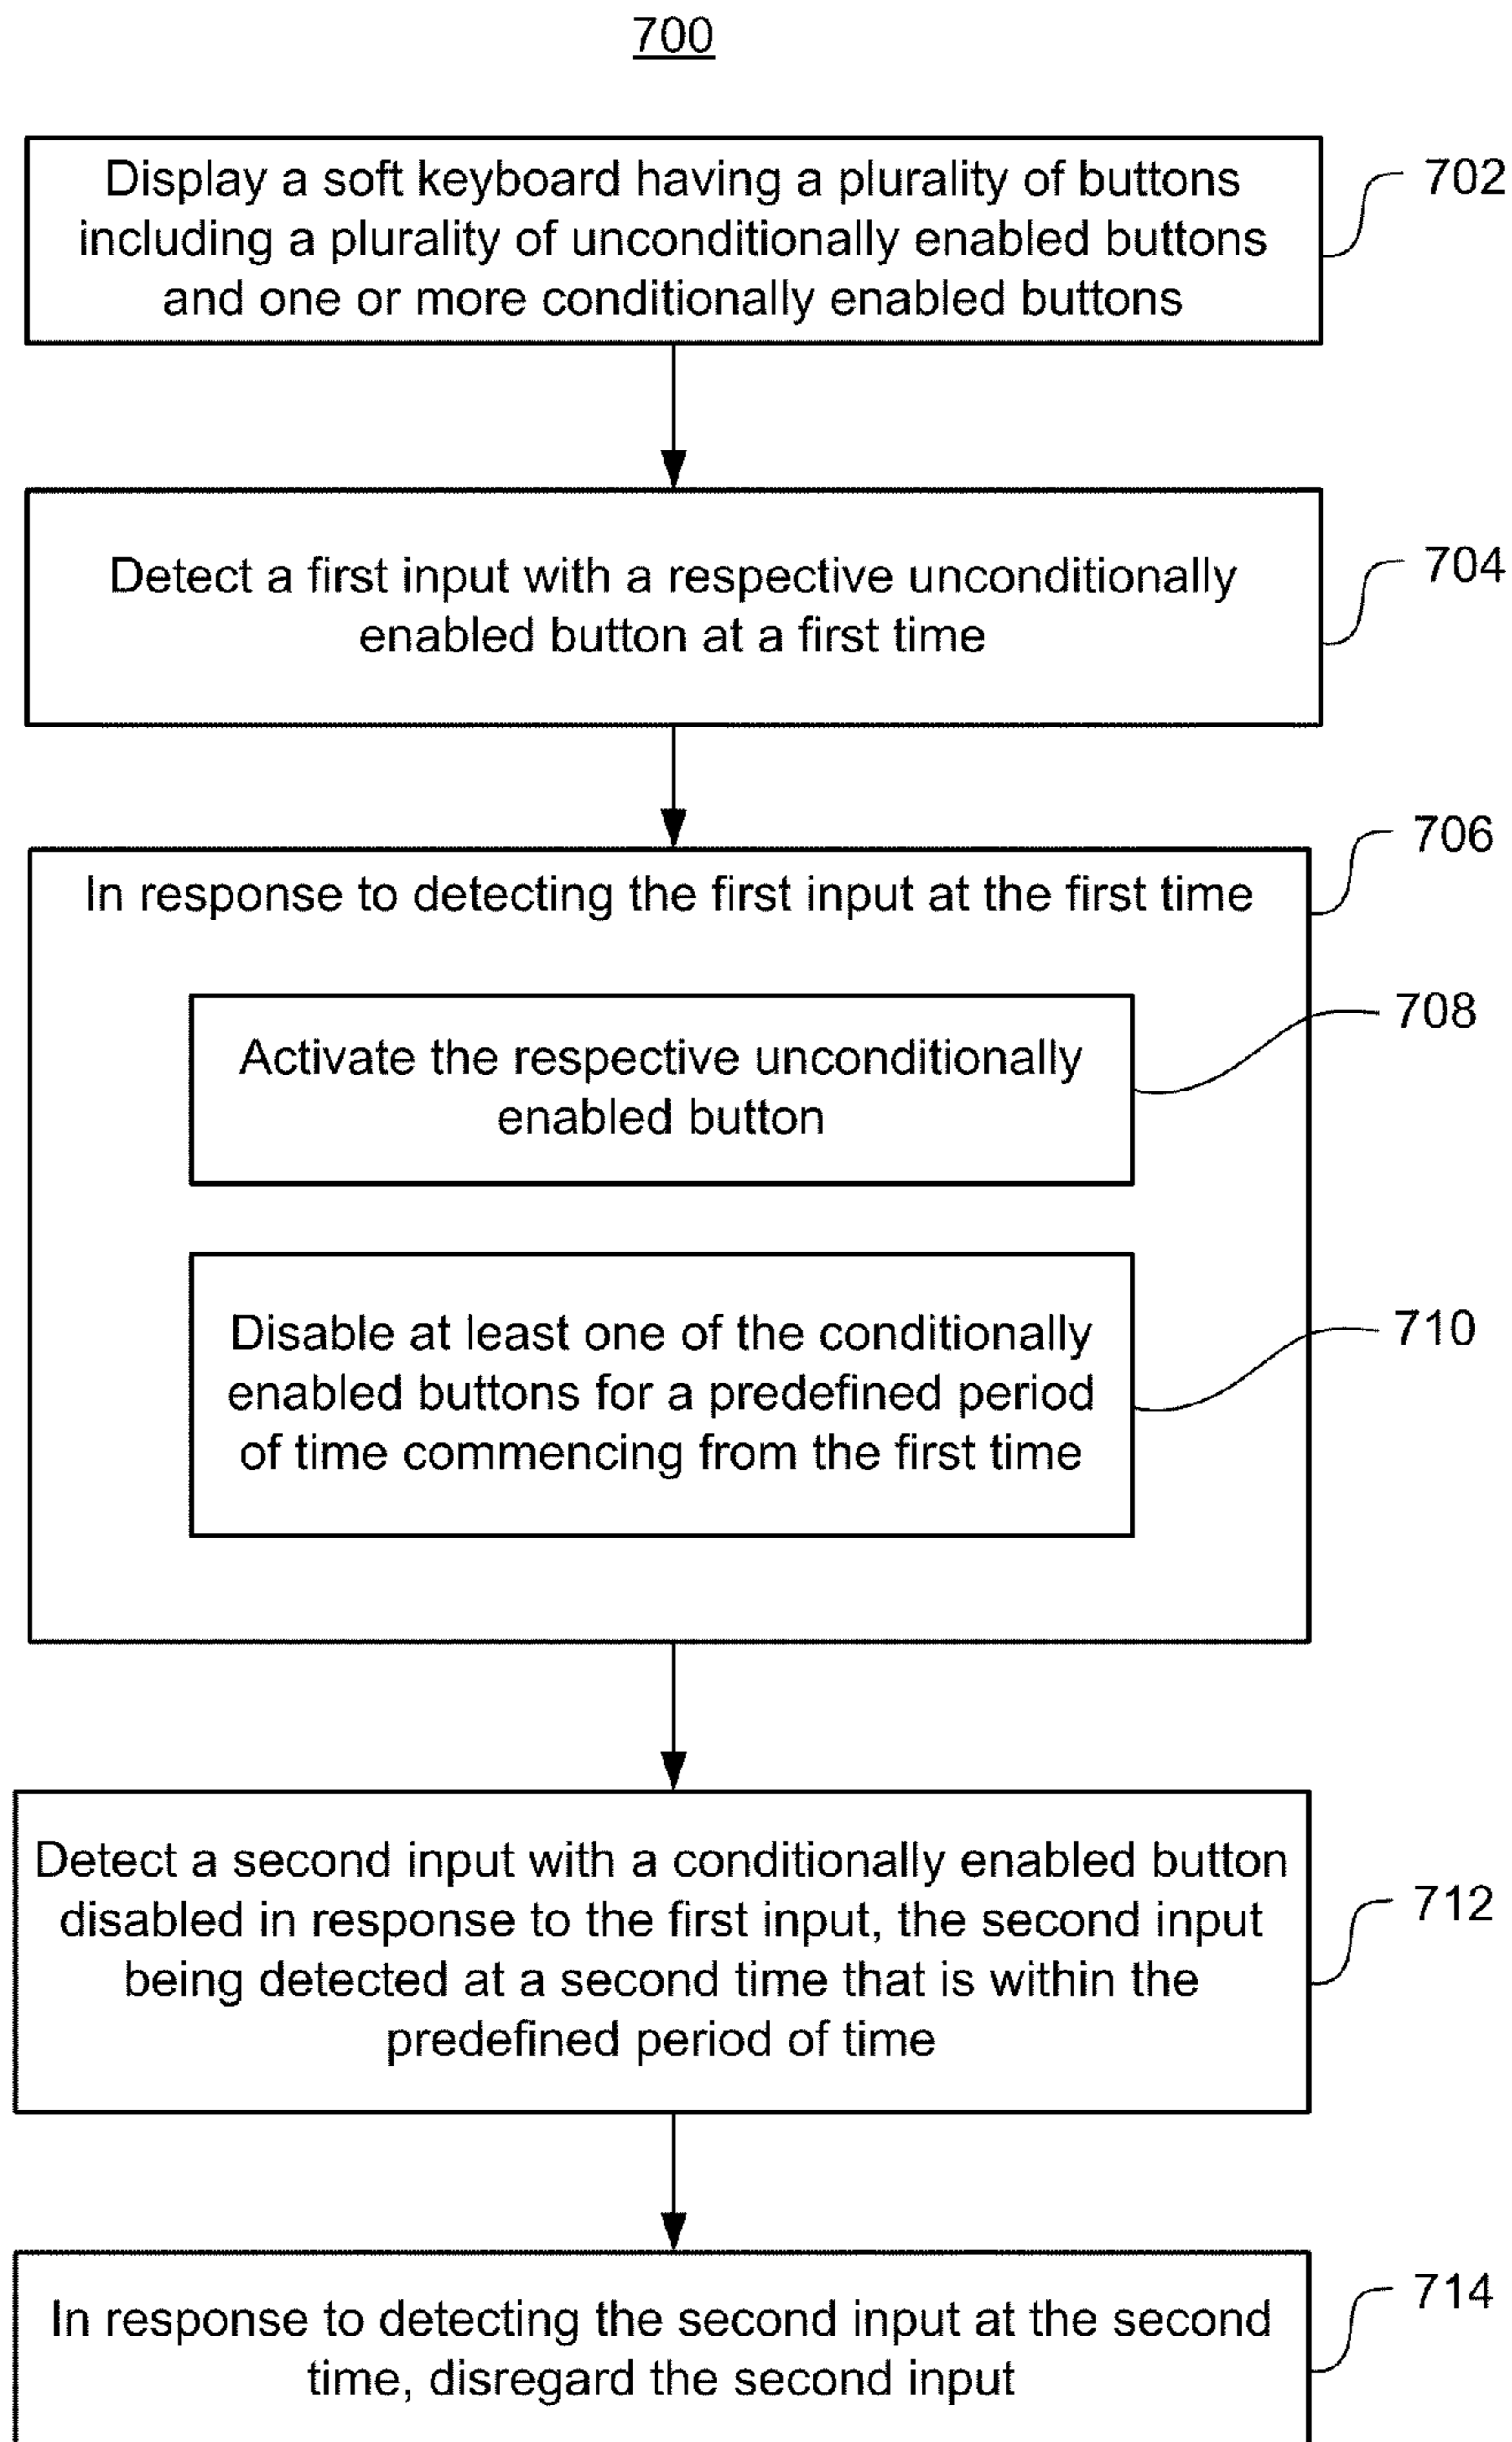 700
Display a soft keyboard having a plurality of buttons
including a plurality of unconditionally enabled buttons
and one or more conditionally enabled buttons
702
Detect a first input with a respective unconditionally
enabled button at a first time
704
706
In response to detecting the first input at the first time
708
Activate the respective unconditionally
enabled button
710
Disable at least one of the conditionally
enabled buttons for a predefined period
of time commencing from the first time
Detect a second input with a conditionally enabled button
disabled in response to the first input, the second input
being detected at a second time that is within the
predefined period of time
712
In response to detecting the second input at the second
time, disregard the second input
714